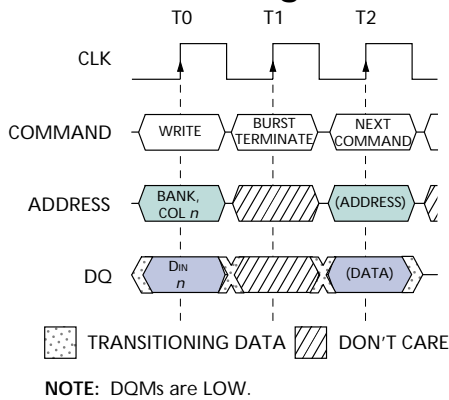 T0 T1 T2
CLK
COMMAND WRITE BURST TERMINATE NEXT COMMAND
ADDRESS BANK, COL n (ADDRESS)
DQ DIN n (DATA)
TRANSITIONING DATA DON'T CARE
NOTE: DQMs are LOW.